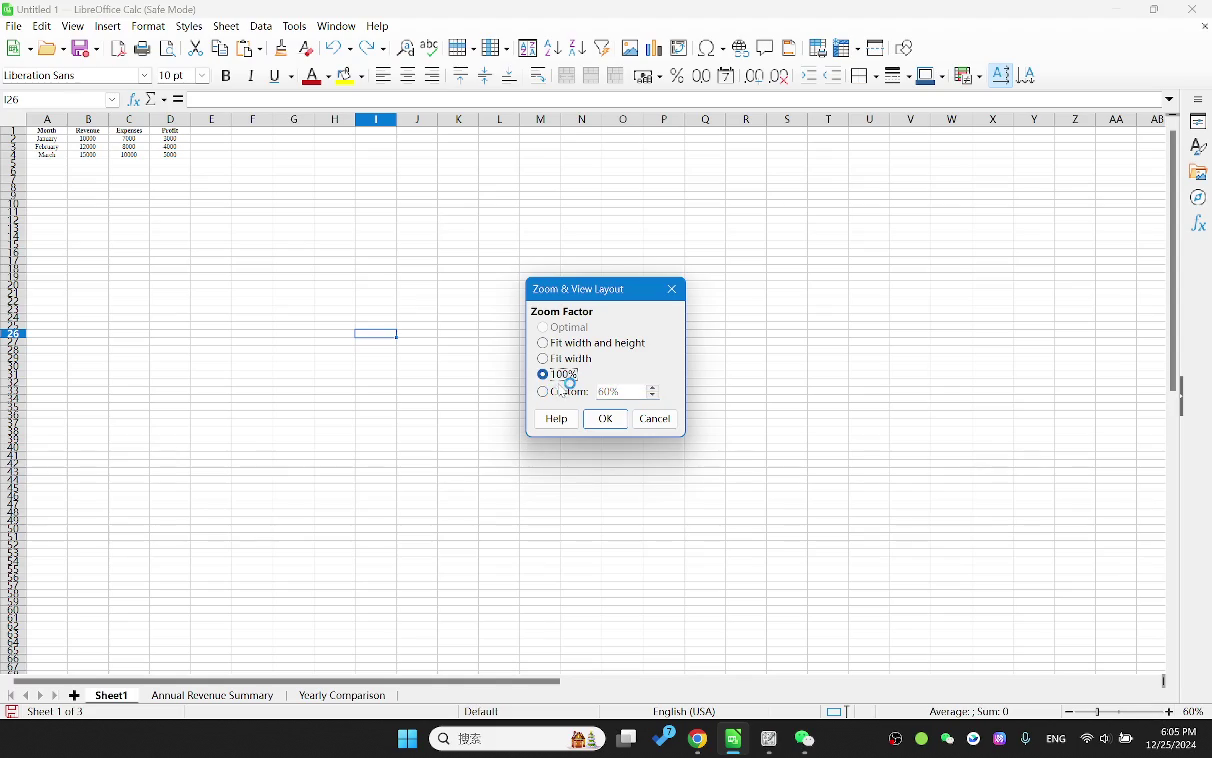 Untitled 1 — LibreOffice Calc (Safe Mode)
File Edit View Insert Format Styles Sheet Data Tools Window Help
Liberation Sans 10 pt
I26
A B C D E F G H I J K L M N O P Q R S T U V W X Y Z AA AB
Month Revenue Expenses Profit
January 10000 7000 3000
February 12000 8000 4000
March 15000 10000 5000
26
Zoom & View Layout
Zoom Factor
Optimal
Fit width and height
Fit width
100%
Custom: 60%
Help OK Cancel
Sheet1 Annual Revenue Summary Yearly Comparison
Sheet 1 of 3 Default English (USA) Average: ; Sum: 0 60%
搜索 7 ENG 6:05 PM
12/25/2024